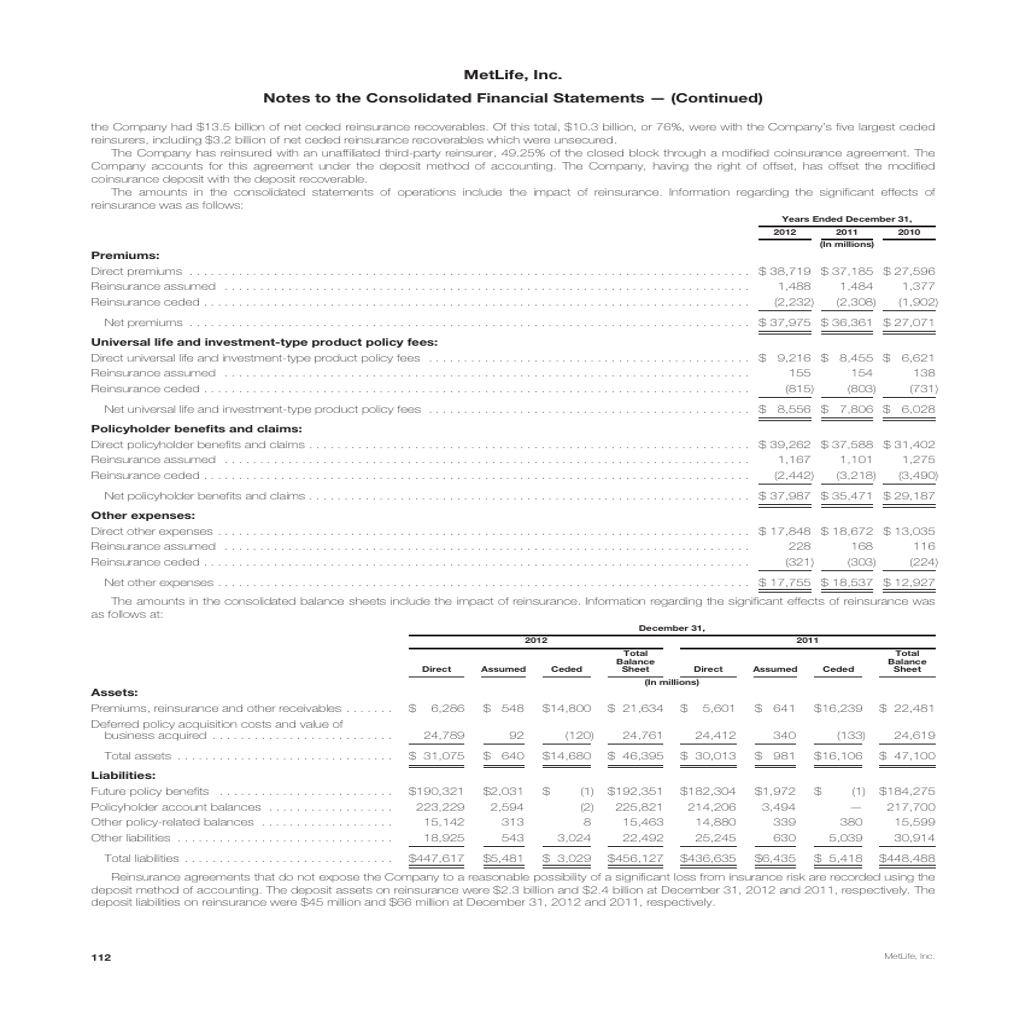 MetLife, Inc.
Notes to the Consolidated Financial Statements — (Continued)
the Company had $13.5 billion of net ceded reinsurance recoverables. Of this total, $10.3 billion, or 76%, were with the Company's five largest ceded
reinsurers, including $3.2 billion of net ceded reinsurance recoverables which were unsecured.
The Company has reinsured with an unaffiliated third-party reinsurer, 49.25% of the closed block through a modified coinsurance agreement. The
Company accounts for this agreement under the deposit method of accounting. The Company, having the right of offset, has offset the modified
coinsurance deposit with the deposit recoverable.
The amounts in the consolidated statements of operations include the impact of reinsurance. Information regarding the significant effects of
reinsurance was as follows:
Years Ended December 31,
2012 2011 2010
(In millions)
Premiums:
Direct premiums $ 38,719 $ 37,185 $ 27,596
Reinsurance assumed 1,488 1,484 1,377
Reinsurance ceded (2,232) (2,308) (1,902)
Net premiums $ 37,975 $ 36,361 $ 27,071
Universal life and investment-type product policy fees:
Direct universal life and investment-type product policy fees $ 9,216 $ 8,455 $ 6,621
Reinsurance assumed 155 154 138
Reinsurance ceded (815) (803) (731)
Net universal life and investment-type product policy fees $ 8,556 $ 7,806 $ 6,028
Policyholder benefits and claims:
Direct policyholder benefits and claims $ 39,262 $ 37,588 $ 31,402
Reinsurance assumed 1,167 1,101 1,275
Reinsurance ceded (2,442) (3,218) (3,490)
Net policyholder benefits and claims $ 37,987 $ 35,471 $ 29,187
Other expenses:
Direct other expenses $ 17,848 $ 18,672 $ 13,035
Reinsurance assumed 228 168 116
Reinsurance ceded (321) (303) (224)
Net other expenses $ 17,755 $ 18,537 $ 12,927
The amounts in the consolidated balance sheets include the impact of reinsurance. Information regarding the significant effects of reinsurance was
as follows at:
December 31,
2012 2011
Direct Assumed Ceded Total Balance Sheet Direct Assumed Ceded Total Balance Sheet
(In millions)
Assets:
Premiums, reinsurance and other receivables $ 6,286 $ 548 $14,800 $ 21,634 $ 5,601 $ 641 $16,239 $ 22,481
Deferred policy acquisition costs and value of
business acquired 24,789 92 (120) 24,761 24,412 340 (133) 24,619
Total assets $ 31,075 $ 640 $14,680 $ 46,395 $ 30,013 $ 981 $16,106 $ 47,100
Liabilities:
Future policy benefits $190,321 $2,031 $ (1) $192,351 $182,304 $1,972 $ (1) $184,275
Policyholder account balances 223,229 2,594 (2) 225,821 214,206 3,494 — 217,700
Other policy-related balances 15,142 313 8 15,463 14,880 339 380 15,599
Other liabilities 18,925 543 3,024 22,492 25,245 630 5,039 30,914
Total liabilities $447,617 $5,481 $ 3,029 $456,127 $436,635 $6,435 $ 5,418 $448,488
Reinsurance agreements that do not expose the Company to a reasonable possibility of a significant loss from insurance risk are recorded using the
deposit method of accounting. The deposit assets on reinsurance were $2.3 billion and $2.4 billion at December 31, 2012 and 2011, respectively. The
deposit liabilities on reinsurance were $45 million and $66 million at December 31, 2012 and 2011, respectively.
112
MetLife, Inc.